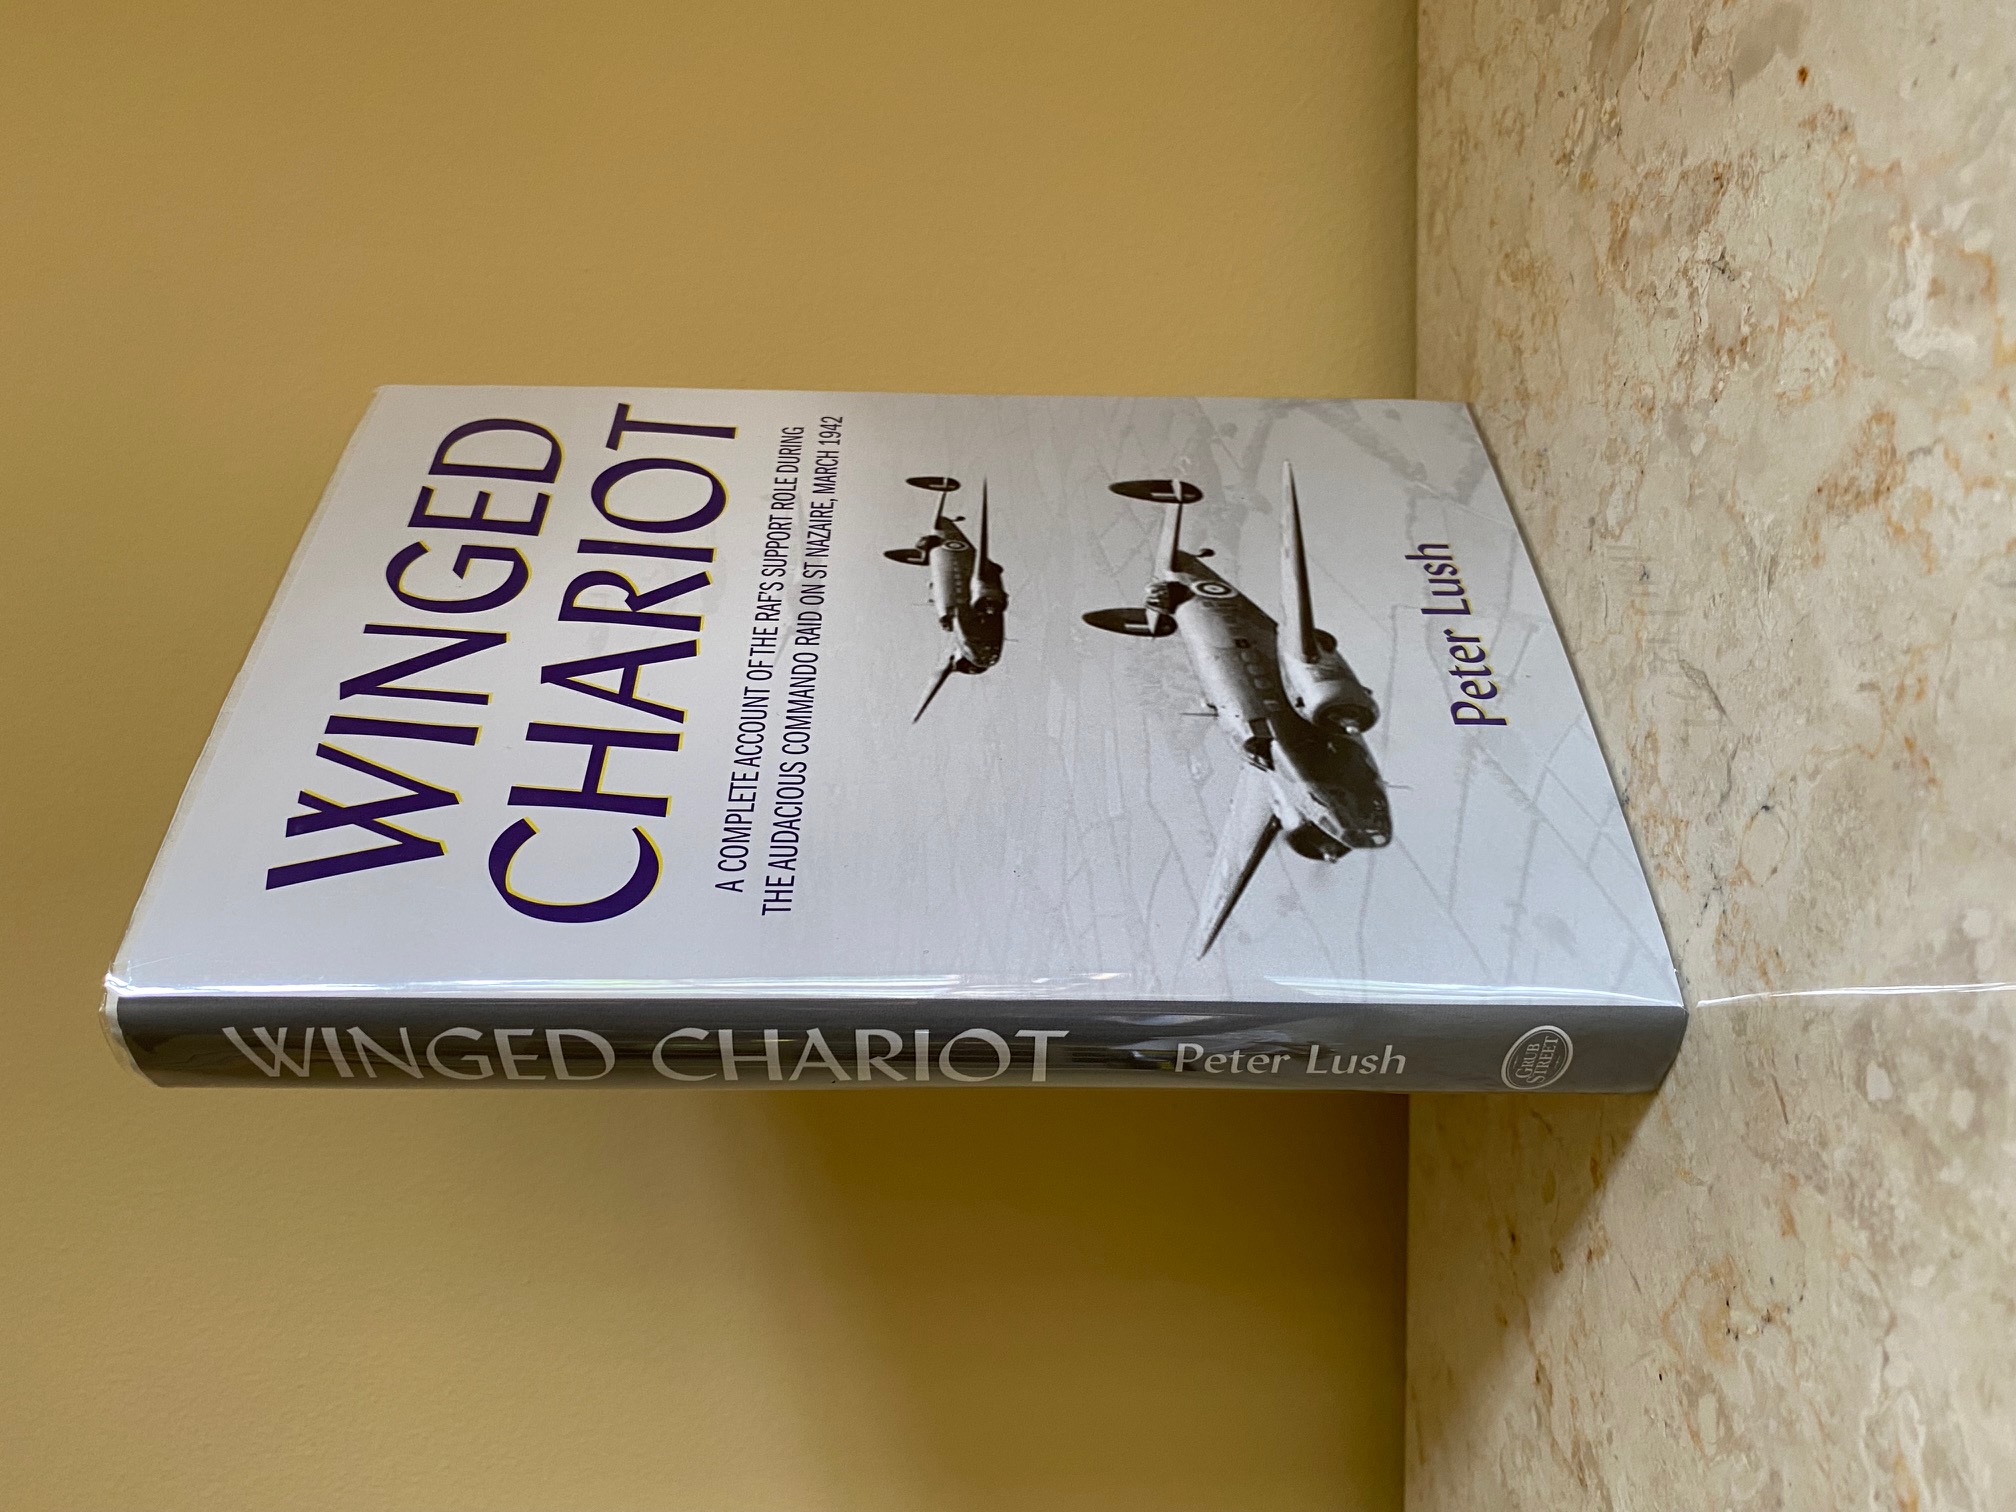 WINGED
CHARIOT
A COMPLETE ACCOUNT OF THE RAF'S SUPPORT ROLE DURING
THE AUDACIOUS COMMANDO RAID ON ST NAZAIRE, MARCH 1942
Peter Lush
WINGED CHARIOT
Peter Lush
GRUB
STREET